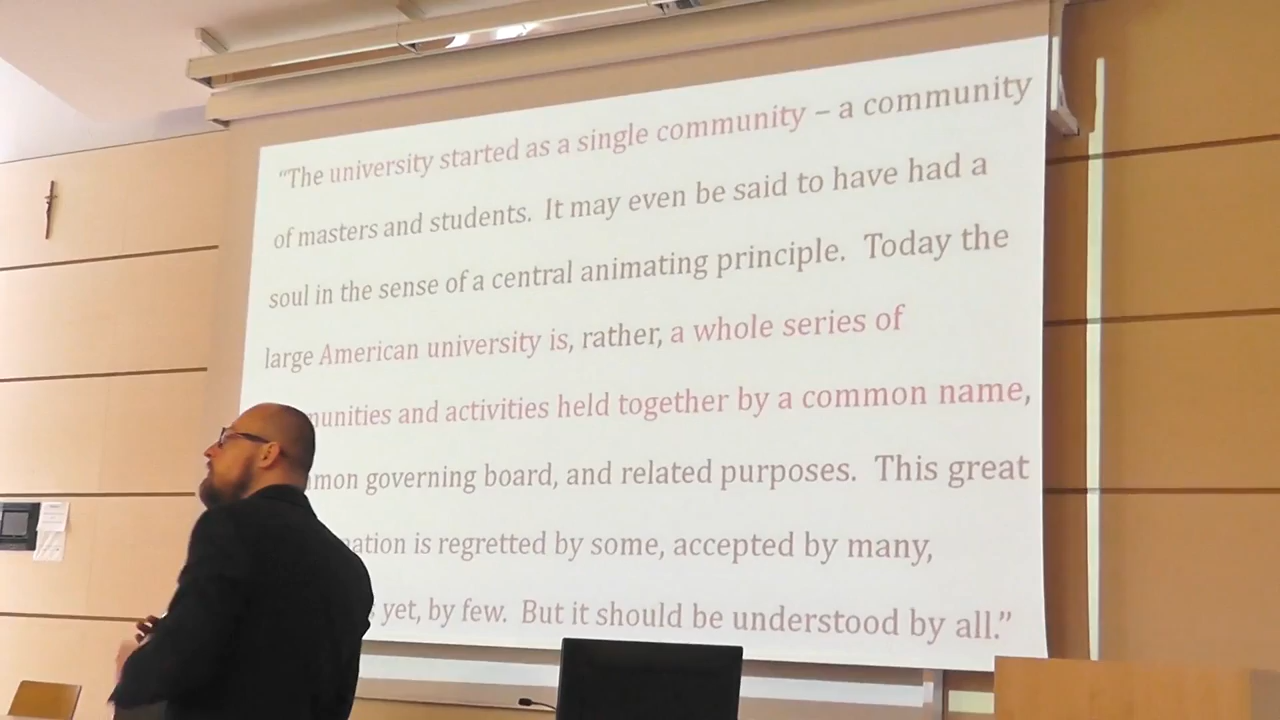 “The university started as a single community – a community
of masters and students. It may even be said to have had a
soul in the sense of a central animating principle. Today the
large American university is, rather, a whole series of
unities and activities held together by a common name,
mon governing board, and related purposes. This great
ation is regretted by some, accepted by many,
yet, by few. But it should be understood by all.”